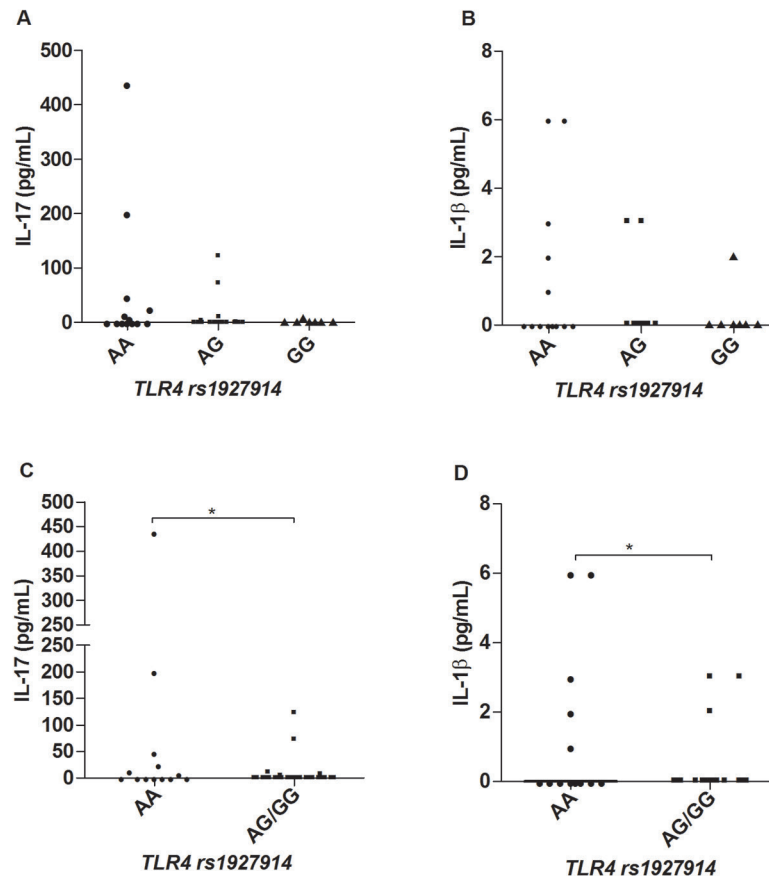 A
500
400
300
200
100
0
IL-17 (pg/mL)
AA
AG
GG
TLR4 rs1927914
B
8
6
4
2
0
IL-1β (pg/mL)
AA
AG
GG
TLR4 rs1927914
C
500
450
400
350
300
250
250
200
150
100
50
0
IL-17 (pg/mL)
*
AA
AG/GG
TLR4 rs1927914
D
8
6
4
2
0
IL-1β (pg/mL)
*
AA
AG/GG
TLR4 rs1927914